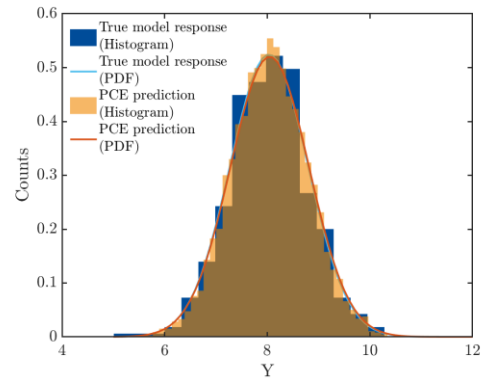 0.6
0.5
0.4
0.3
0.2
0.1
0
Counts
True model response
(Histogram)
True model response
(PDF)
PCE prediction
(Histogram)
PCE prediction
(PDF)
4 6 8 10 12
Y